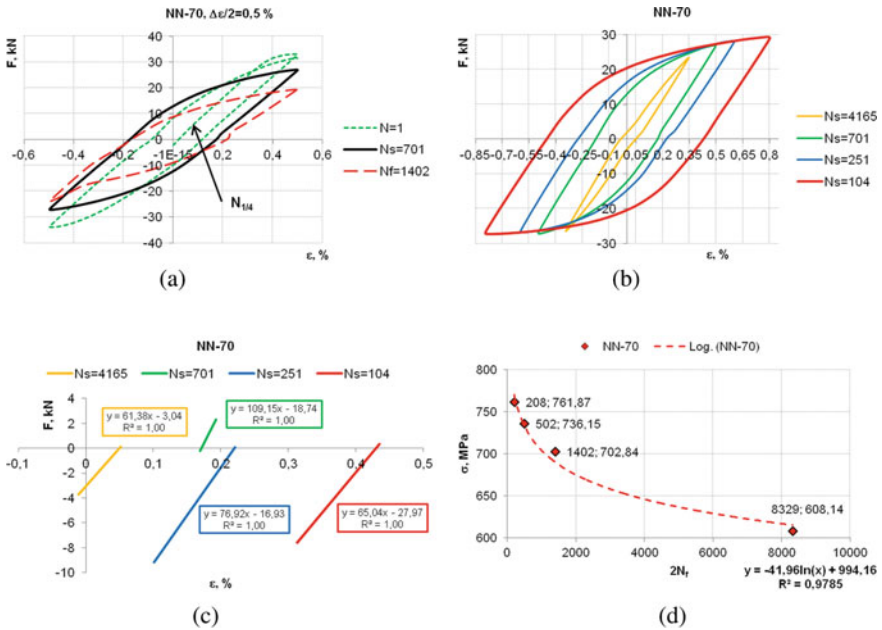 NN-70, Δε/2=0,5 %
F, kN
40
30
20
10
0
-10
-20
-30
-40
-0,6
-0,4
-0,2
-1E-15
0,2
0,4
0,6
N=1
Ns=701
Nf=1402
N1/4
ε, %
(a)
NN-70
F, kN
30
20
10
0
-10
-20
-30
-0,85-0,7-0,55-0,4-0,25-0,1 0,05 0,2 0,35 0,5 0,65 0,8
Ns=4165
Ns=701
Ns=251
Ns=104
ε, %
(b)
NN-70
Ns=4165
Ns=701
Ns=251
Ns=104
F, kN
4
2
0
-2
-4
-6
-8
-10
y = 61,38x - 3,04
R² = 1,00
y = 109,15x - 18,74
R² = 1,00
-0,1
0
0,1
0,2
0,3
0,4
0,5
y = 76,92x - 16,93
R² = 1,00
y = 65,04x - 27,97
R² = 1,00
ε, %
(c)
NN-70
Log. (NN-70)
σ, MPa
800
750
700
650
600
208; 761,87
502; 736,15
1402; 702,84
8329; 608,14
0
2000
4000
6000
8000
10000
2Nf
y = -41,96ln(x) + 994,16
R² = 0,9785
(d)